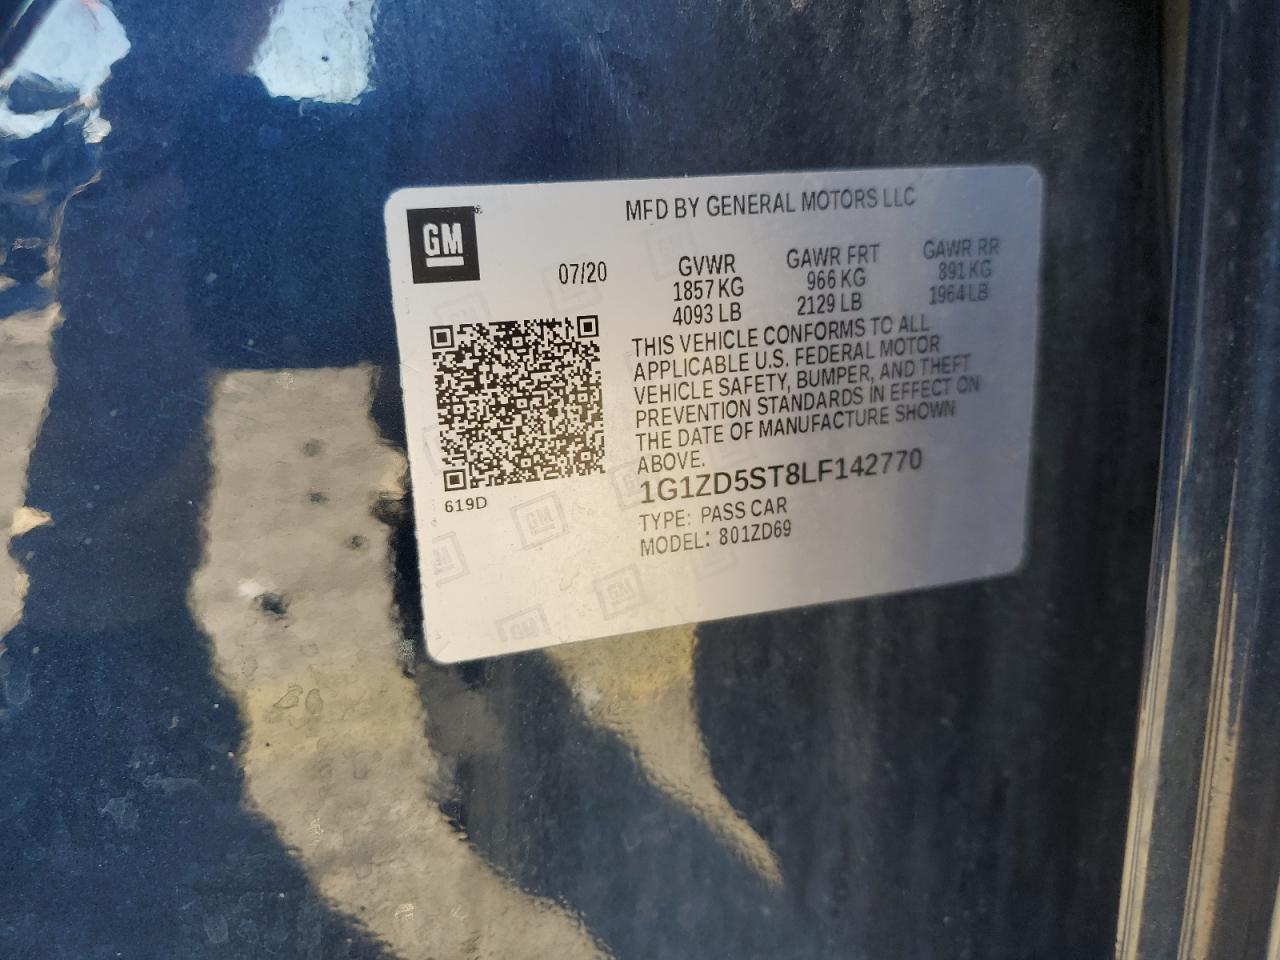 MFD BY GENERAL MOTORS LLC
GM
07/20
GVWR GAWR FRT GAWR RR
1857 KG 966 KG 891 KG
4093 LB 2129 LB 1964 LB
THIS VEHICLE CONFORMS TO ALL
APPLICABLE U.S. FEDERAL MOTOR
VEHICLE SAFETY, BUMPER, AND THEFT
PREVENTION STANDARDS IN EFFECT ON
THE DATE OF MANUFACTURE SHOWN
ABOVE.
1G1ZD5ST8LF142770
619D
TYPE: PASS CAR
MODEL: 801ZD69